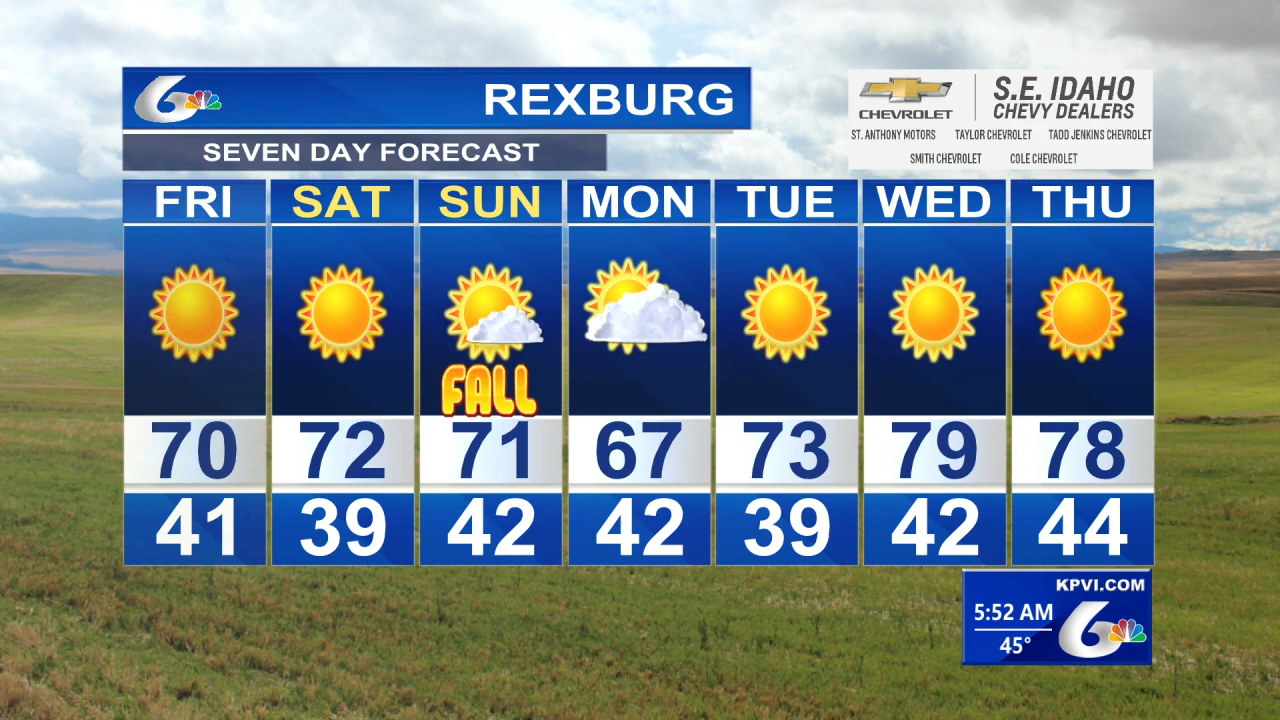 6
REXBURG
SEVEN DAY FORECAST
CHEVROLET
S.E. IDAHO
CHEVY DEALERS
ST. ANTHONY MOTORS TAYLOR CHEVROLET TADD JENKINS CHEVROLET
SMITH CHEVROLET COLE CHEVROLET
FRI SAT SUN MON TUE WED THU
FALL
70 72 71 67 73 79 78
41 39 42 42 39 42 44
KPVI.COM
5:52 AM
45°
6